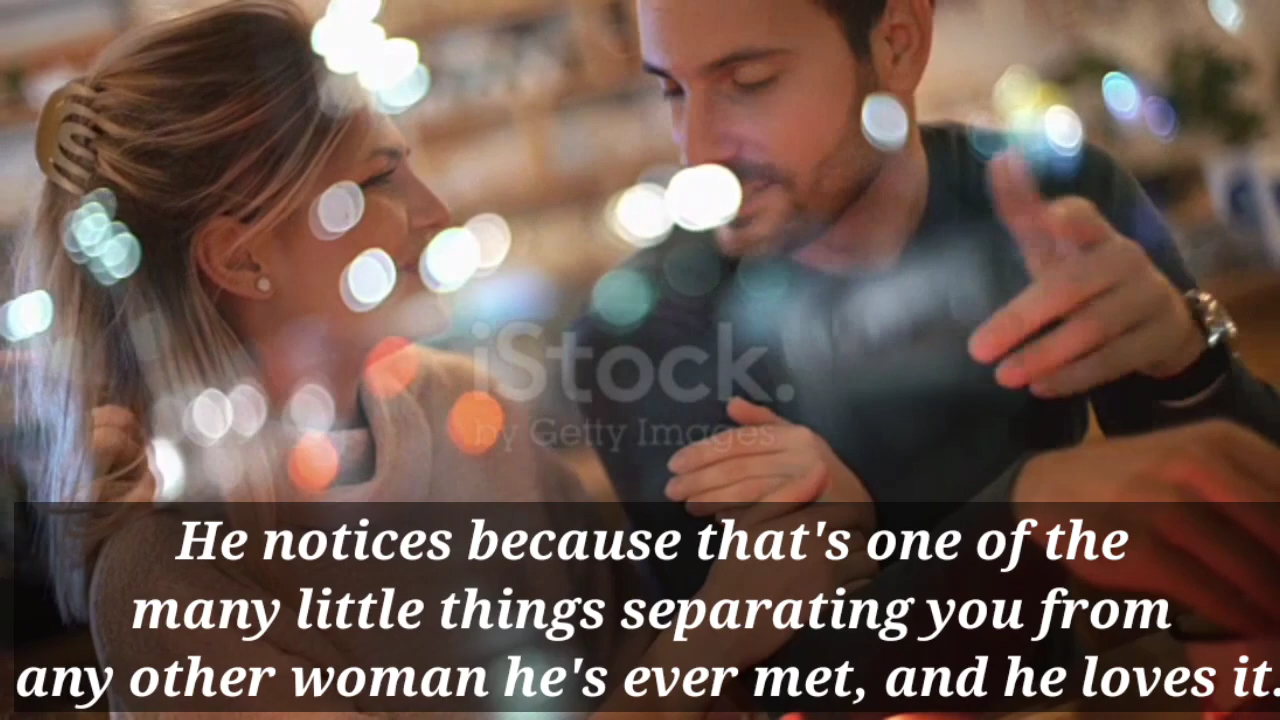 iStock.
by Getty Images
He notices because that's one of the
many little things separating you from
any other woman he's ever met, and he loves it.